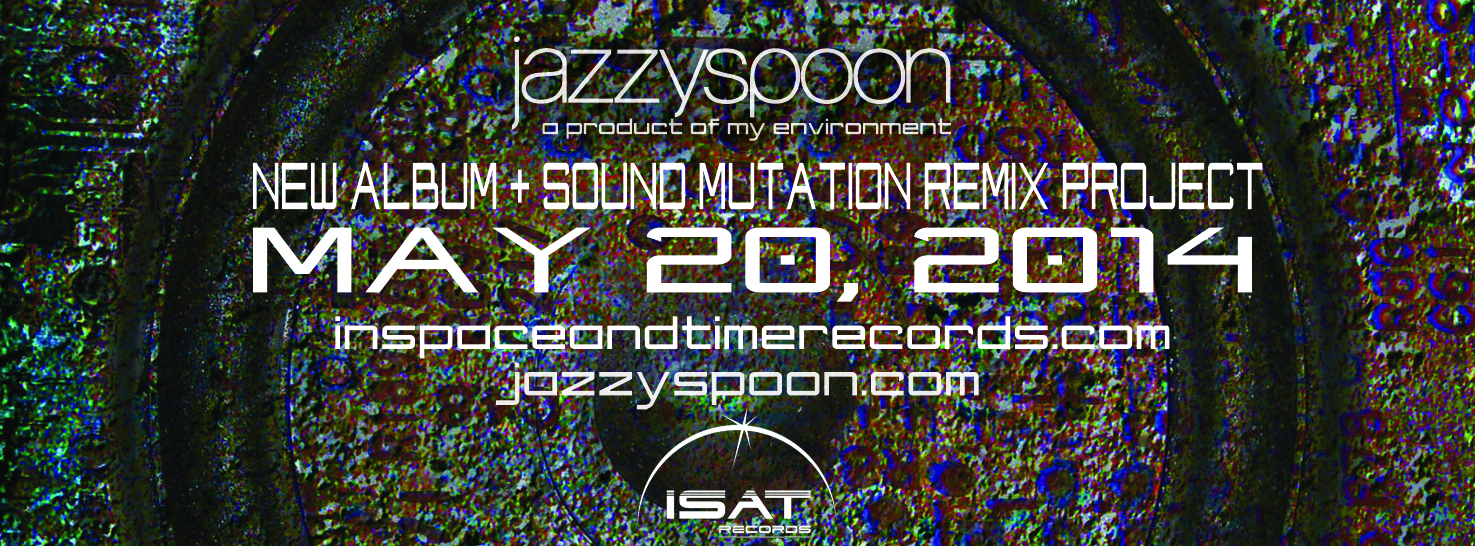 jazzyspoon
a product of my environment
NEW ALBUM + SOUND MUTATION REMIX PROJECT
MAY 20, 2014
inspaceandtimerecords.com
jazzyspoon.com
iSAT
RECORDS